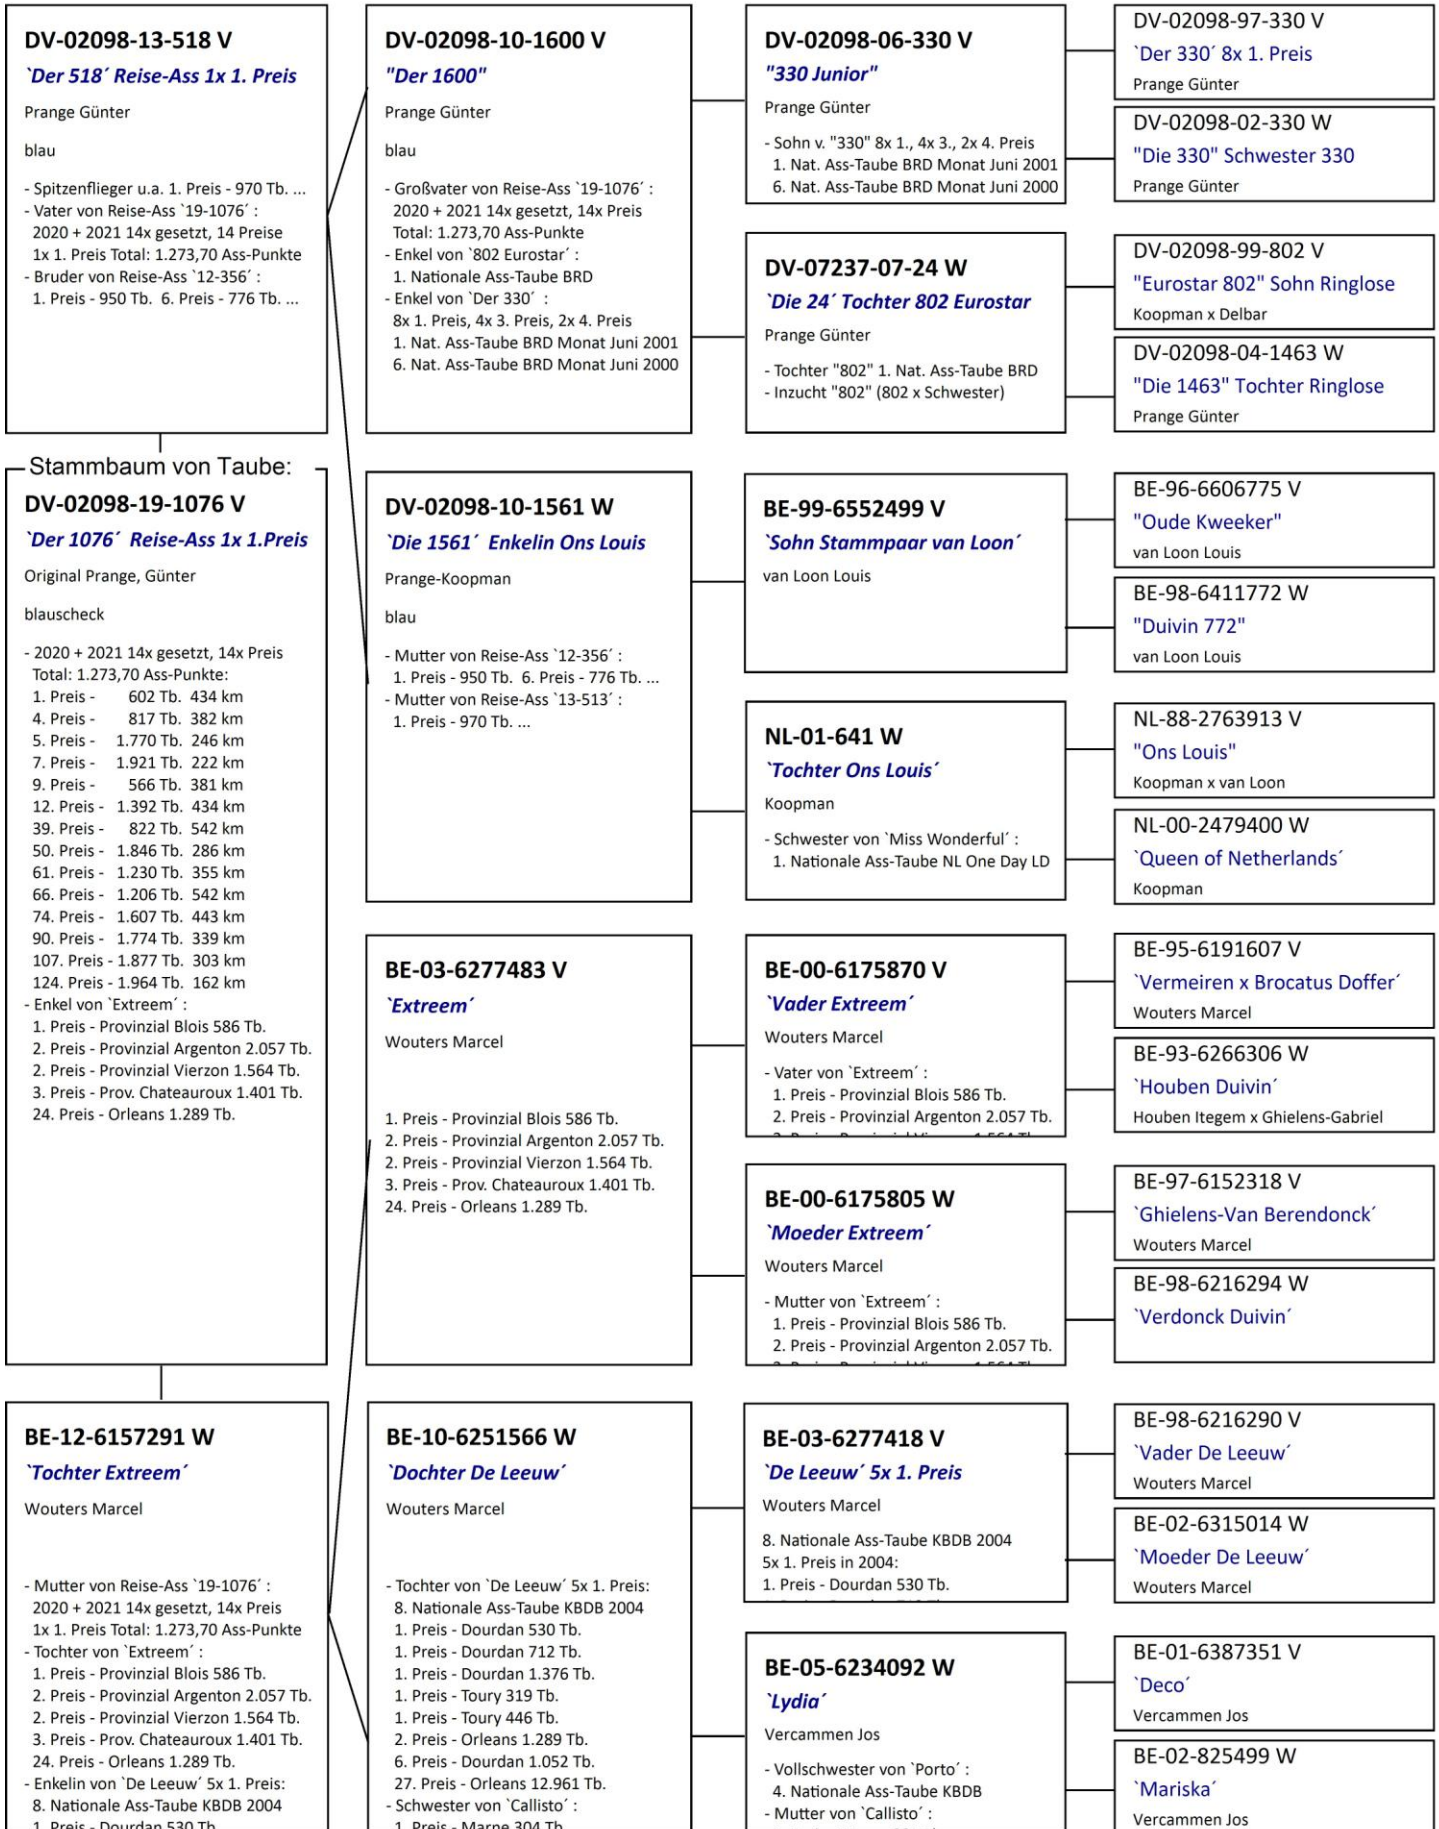 DV-02098-13-518 V
`Der 518´ Reise-Ass 1x 1. Preis
Prange Günter
blau
- Spitzenflieger u.a. 1. Preis - 970 Tb. ...
- Vater von Reise-Ass `19-1076´ :
2020 + 2021 14x gesetzt, 14 Preise
1x 1. Preis Total: 1.273,70 Ass-Punkte
- Bruder von Reise-Ass `12-356´ :
1. Preis - 950 Tb. 6. Preis - 776 Tb. ...
Stammbaum von Taube:
DV-02098-19-1076 V
`Der 1076´ Reise-Ass 1x 1.Preis
Original Prange, Günter
blauscheck
- 2020 + 2021 14x gesetzt, 14x Preis
Total: 1.273,70 Ass-Punkte:
1. Preis - 602 Tb. 434 km
4. Preis - 817 Tb. 382 km
5. Preis - 1.770 Tb. 246 km
7. Preis - 1.921 Tb. 222 km
9. Preis - 566 Tb. 381 km
12. Preis - 1.392 Tb. 434 km
39. Preis - 822 Tb. 542 km
50. Preis - 1.846 Tb. 286 km
61. Preis - 1.230 Tb. 355 km
66. Preis - 1.206 Tb. 542 km
74. Preis - 1.607 Tb. 443 km
90. Preis - 1.774 Tb. 339 km
107. Preis - 1.877 Tb. 303 km
124. Preis - 1.964 Tb. 162 km
- Enkel von `Extreem´ :
1. Preis - Provinzial Blois 586 Tb.
2. Preis - Provinzial Argenton 2.057 Tb.
2. Preis - Provinzial Vierzon 1.564 Tb.
3. Preis - Prov. Chateauroux 1.401 Tb.
24. Preis - Orleans 1.289 Tb.
BE-12-6157291 W
`Tochter Extreem´
Wouters Marcel
- Mutter von Reise-Ass `19-1076´ :
2020 + 2021 14x gesetzt, 14x Preis
1x 1. Preis Total: 1.273,70 Ass-Punkte
- Tochter von `Extreem´ :
1. Preis - Provinzial Blois 586 Tb.
2. Preis - Provinzial Argenton 2.057 Tb.
2. Preis - Provinzial Vierzon 1.564 Tb.
3. Preis - Prov. Chateauroux 1.401 Tb.
24. Preis - Orleans 1.289 Tb.
- Enkelin von `De Leeuw´ 5x 1. Preis:
8. Nationale Ass-Taube KBDB 2004
1. Preis - Dourdan 530 Tb.
DV-02098-10-1600 V
"Der 1600"
Prange Günter
blau
- Großvater von Reise-Ass `19-1076´ :
2020 + 2021 14x gesetzt, 14x Preis
Total: 1.273,70 Ass-Punkte
- Enkel von `802 Eurostar´ :
1. Nationale Ass-Taube BRD
- Enkel von `Der 330´ :
8x 1. Preis, 4x 3. Preis, 2x 4. Preis
1. Nat. Ass-Taube BRD Monat Juni 2001
6. Nat. Ass-Taube BRD Monat Juni 2000
DV-02098-10-1561 W
`Die 1561´ Enkelin Ons Louis
Prange-Koopman
blau
- Mutter von Reise-Ass `12-356´ :
1. Preis - 950 Tb. 6. Preis - 776 Tb. ...
- Mutter von Reise-Ass `13-513´ :
1. Preis - 970 Tb. ...
BE-03-6277483 V
`Extreem´
Wouters Marcel
1. Preis - Provinzial Blois 586 Tb.
2. Preis - Provinzial Argenton 2.057 Tb.
2. Preis - Provinzial Vierzon 1.564 Tb.
3. Preis - Prov. Chateauroux 1.401 Tb.
24. Preis - Orleans 1.289 Tb.
BE-10-6251566 W
`Dochter De Leeuw´
Wouters Marcel
- Tochter von `De Leeuw´ 5x 1. Preis:
8. Nationale Ass-Taube KBDB 2004
1. Preis - Dourdan 530 Tb.
1. Preis - Dourdan 712 Tb.
1. Preis - Dourdan 1.376 Tb.
1. Preis - Toury 319 Tb.
1. Preis - Toury 446 Tb.
2. Preis - Orleans 1.289 Tb.
6. Preis - Dourdan 1.052 Tb.
27. Preis - Orleans 12.961 Tb.
- Schwester von `Callisto´ :
1. Preis - Marne 304 Tb.
DV-02098-06-330 V
"330 Junior"
Prange Günter
- Sohn v. "330" 8x 1., 4x 3., 2x 4. Preis
1. Nat. Ass-Taube BRD Monat Juni 2001
6. Nat. Ass-Taube BRD Monat Juni 2000
DV-07237-07-24 W
`Die 24´ Tochter 802 Eurostar
Prange Günter
- Tochter "802" 1. Nat. Ass-Taube BRD
- Inzucht "802" (802 x Schwester)
BE-99-6552499 V
`Sohn Stammpaar van Loon´
van Loon Louis
NL-01-641 W
`Tochter Ons Louis´
Koopman
- Schwester von `Miss Wonderful´ :
1. Nationale Ass-Taube NL One Day LD
BE-00-6175870 V
`Vader Extreem´
Wouters Marcel
- Vater von `Extreem´ :
1. Preis - Provinzial Blois 586 Tb.
2. Preis - Provinzial Argenton 2.057 Tb.
BE-00-6175805 W
`Moeder Extreem´
Wouters Marcel
- Mutter von `Extreem´ :
1. Preis - Provinzial Blois 586 Tb.
2. Preis - Provinzial Argenton 2.057 Tb.
BE-03-6277418 V
`De Leeuw´ 5x 1. Preis
Wouters Marcel
8. Nationale Ass-Taube KBDB 2004
5x 1. Preis in 2004:
1. Preis - Dourdan 530 Tb.
BE-05-6234092 W
`Lydia´
Vercammen Jos
- Vollschwester von `Porto´ :
4. Nationale Ass-Taube KBDB
- Mutter von `Callisto´ :
DV-02098-97-330 V
`Der 330´ 8x 1. Preis
Prange Günter
DV-02098-02-330 W
"Die 330" Schwester 330
Prange Günter
DV-02098-99-802 V
"Eurostar 802" Sohn Ringlose
Koopman x Delbar
DV-02098-04-1463 W
"Die 1463" Tochter Ringlose
Prange Günter
BE-96-6606775 V
"Oude Kweeker"
van Loon Louis
BE-98-6411772 W
"Duivin 772"
van Loon Louis
NL-88-2763913 V
"Ons Louis"
Koopman x van Loon
NL-00-2479400 W
`Queen of Netherlands´
Koopman
BE-95-6191607 V
`Vermeiren x Brocatus Doffer´
Wouters Marcel
BE-93-6266306 W
`Houben Duivin´
Houben Itegem x Ghielens-Gabriel
BE-97-6152318 V
`Ghielens-Van Berendonck´
Wouters Marcel
BE-98-6216294 W
`Verdonck Duivin´
BE-98-6216290 V
`Vader De Leeuw´
Wouters Marcel
BE-02-6315014 W
`Moeder De Leeuw´
Wouters Marcel
BE-01-6387351 V
`Deco´
Vercammen Jos
BE-02-825499 W
`Mariska´
Vercammen Jos